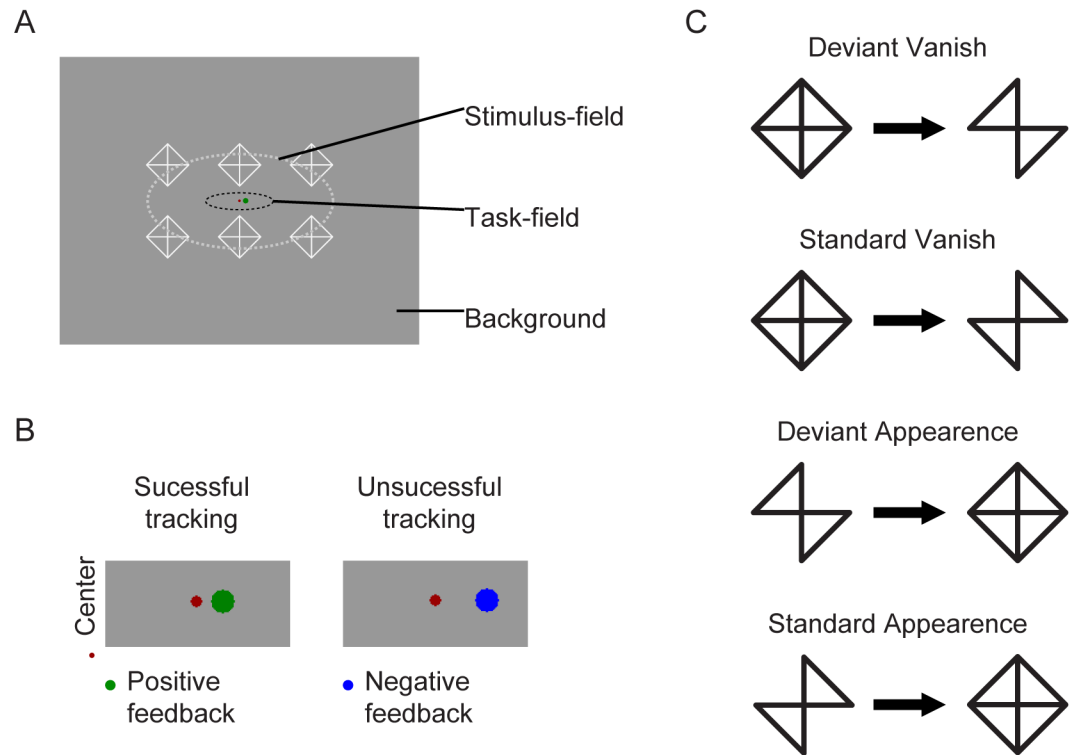 A
Stimulus-field
Task-field
Background
B
Sucessful
tracking
Unsucessful
tracking
Center
Positive
feedback
Negative
feedback
C
Deviant Vanish
Standard Vanish
Deviant Appearence
Standard Appearence